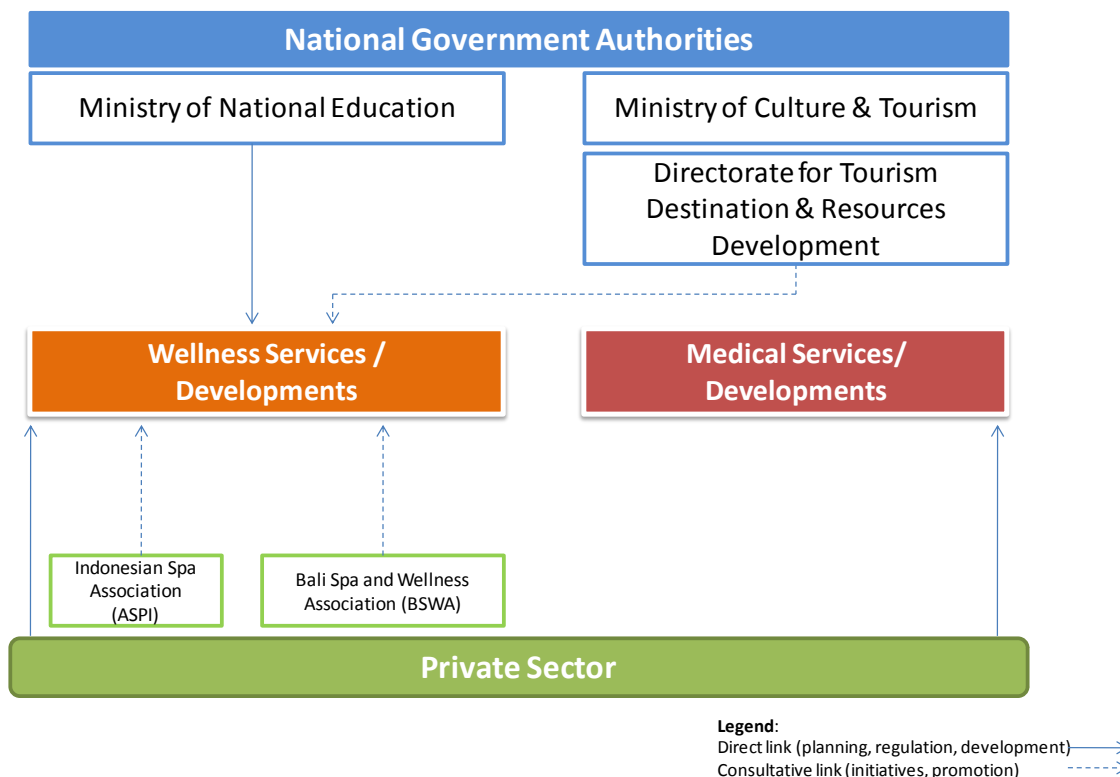 National Government Authorities
Ministry of National Education
Ministry of Culture & Tourism
Directorate for Tourism
Destination & Resources
Development
Wellness Services /
Developments
Medical Services/
Developments
Indonesian Spa
Association
(ASPI)
Bali Spa and Wellness
Association (BSWA)
Private Sector
Legend:
Direct link (planning, regulation, development)
Consultative link (initiatives, promotion)